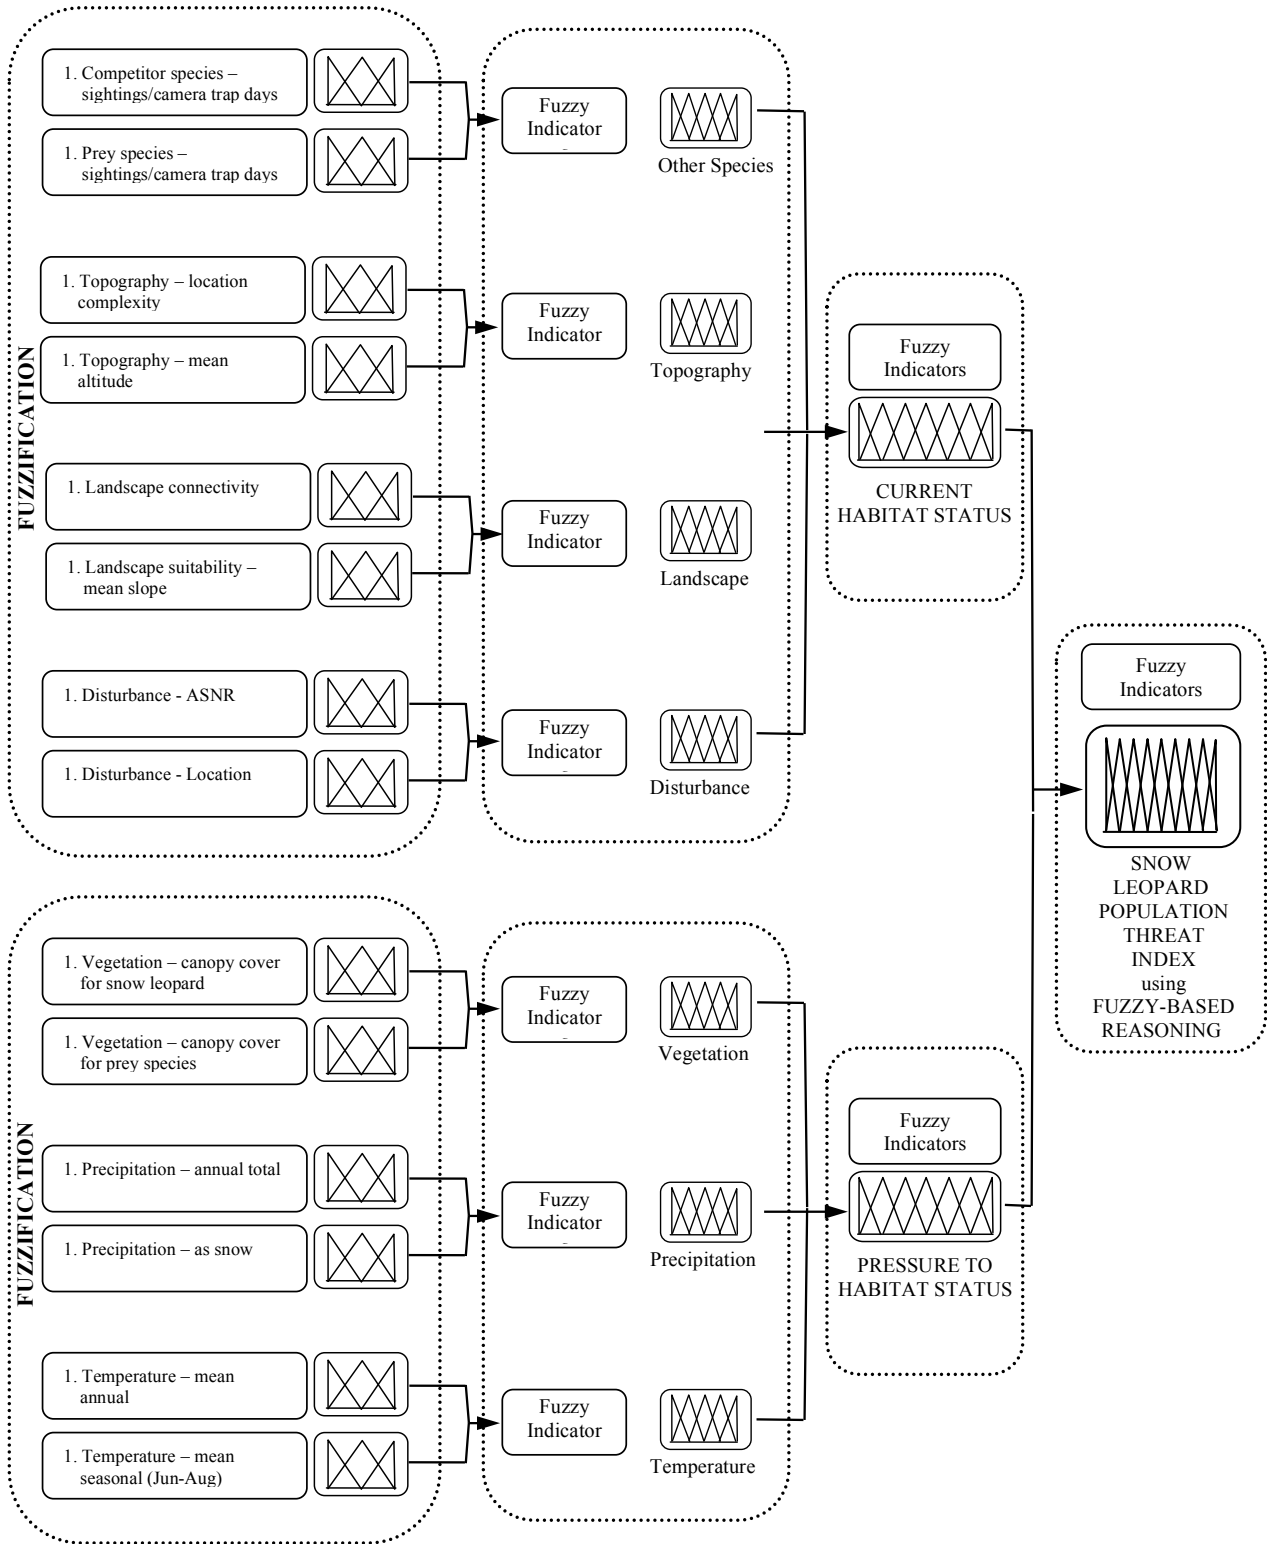 1. Competitor species –
sightings/camera trap days
1. Prey species –
sightings/camera trap days
Fuzzy
Indicator
Other Species
1. Topography – location
complexity
1. Topography – mean
altitude
Fuzzy
Indicator
Topography
FUZZIFICATION
1. Landscape connectivity
1. Landscape suitability –
mean slope
Fuzzy
Indicator
Landscape
1. Disturbance - ASNR
1. Disturbance - Location
Fuzzy
Indicator
Disturbance
Fuzzy
Indicators
CURRENT
HABITAT STATUS
1. Vegetation – canopy cover
for snow leopard
1. Vegetation – canopy cover
for prey species
Fuzzy
Indicator
Vegetation
FUZZIFICATION
1. Precipitation – annual total
1. Precipitation – as snow
Fuzzy
Indicator
Precipitation
1. Temperature – mean
annual
1. Temperature – mean
seasonal (Jun-Aug)
Fuzzy
Indicator
Temperature
Fuzzy
Indicators
PRESSURE TO
HABITAT STATUS
Fuzzy
Indicators
SNOW
LEOPARD
POPULATION
THREAT
INDEX
using
FUZZY-BASED
REASONING